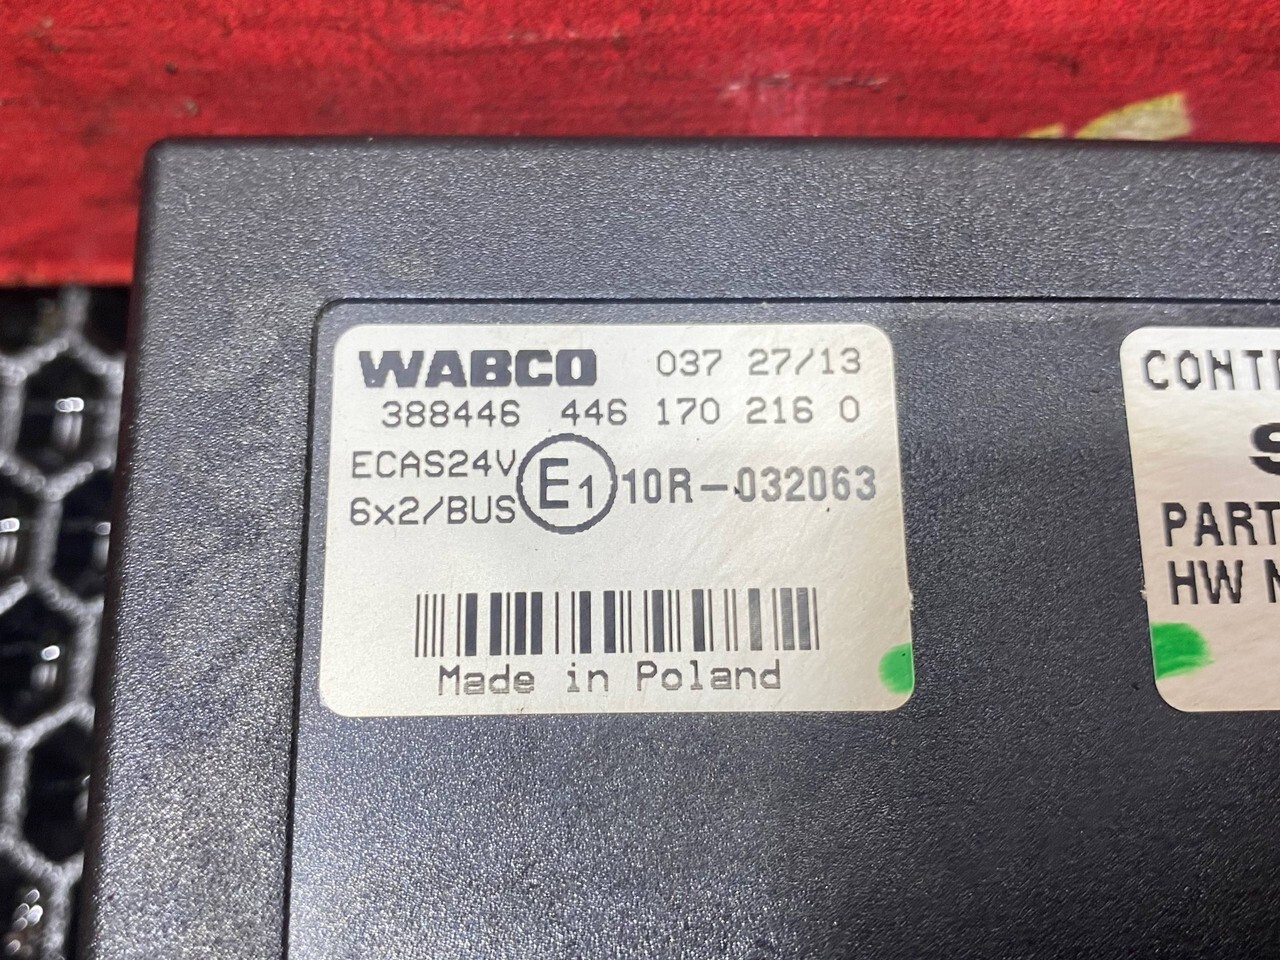 WABCO 037 27/13
388446 446 170 216 0
ECAS24V
6x2/BUS
E1 10R-032063
Made in Poland
PART
HW